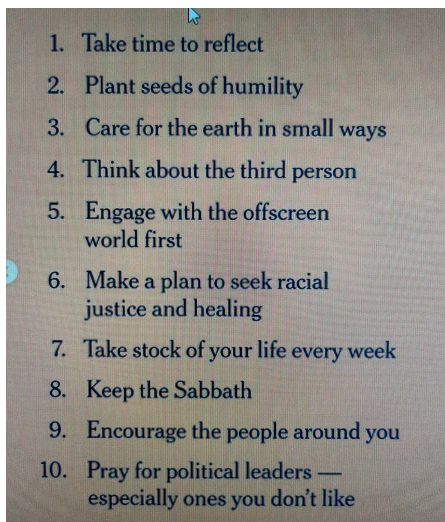 1. Take time to reflect
2. Plant seeds of humility
3. Care for the earth in small ways
4. Think about the third person
5. Engage with the offscreen
world first
6. Make a plan to seek racial
justice and healing
7. Take stock of your life every week
8. Keep the Sabbath
9. Encourage the people around you
10. Pray for political leaders —
especially ones you don't like